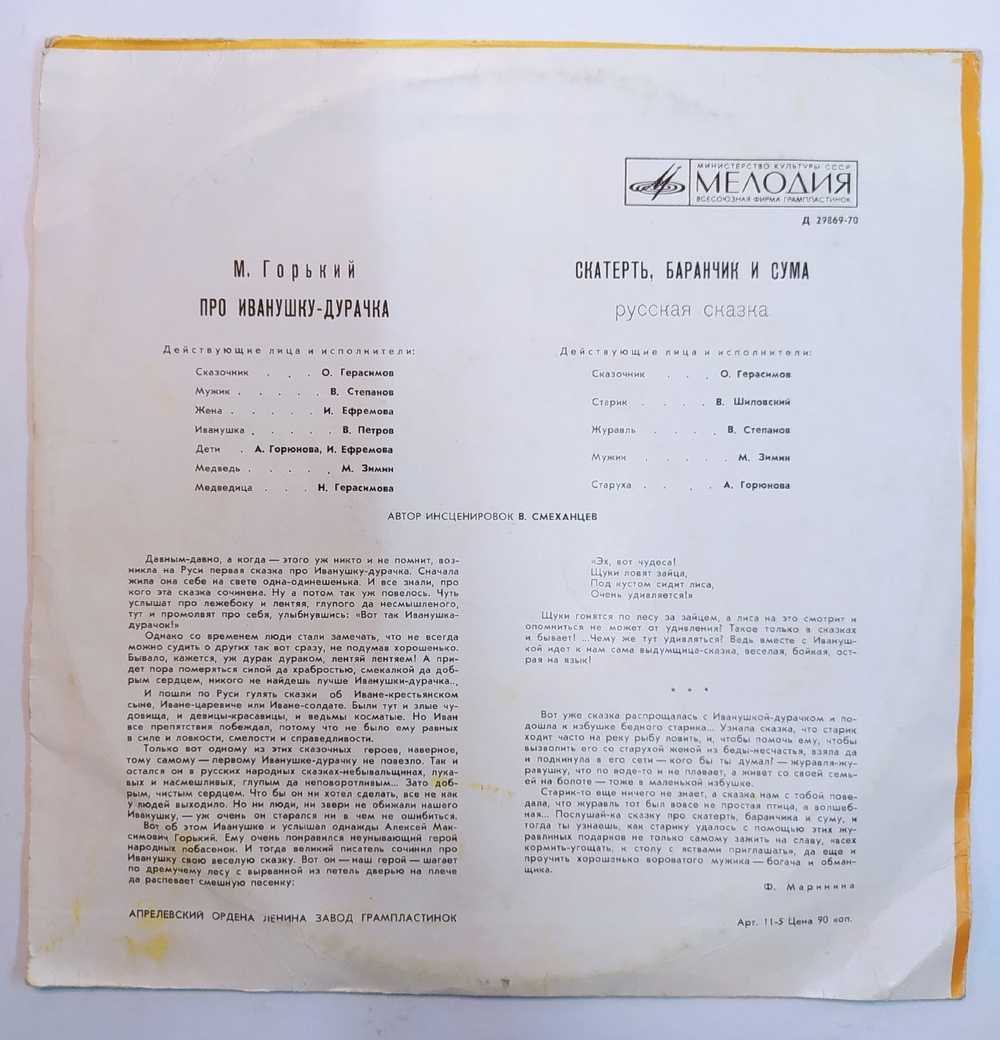 МИНИСТЕРСТВО КУЛЬТУРЫ СССР
МЕЛОДИЯ
ВСЕСОЮЗНАЯ ФИРМА ГРАМПЛАСТИНОК
Д 29869-70
М. Горький
ПРО ИВАНУШКУ-ДУРАЧКА
Действующие лица и исполнители:
Сказочник . . О. Герасимов
Мужик . . . . . В. Степанов
Жена . . . . И. Ефремова
Иванушка . . . . . В. Петров
Дети . А. Горюнова, И. Ефремова
Медведь . . . . . М. Зимин
Медведица . . . Н. Герасимова
СКАТЕРТЬ, БАРАНЧИК И СУМА
русская сказка
Действующие лица и исполнители:
Сказочник . . . О. Герасимов
Старик . . . . В. Шиловский
Журавль . . . . В. Степанов
Мужик . . . . . М. Зимин
Старуха . . . . А. Горюнова
АВТОР ИНСЦЕНИРОВОК В. СМЕХАНЦЕВ
Давным-давно, а когда — этого уж никто и не помнит, воз-
никла на Руси первая сказка про Иванушку-дурачка. Сначала
жила она себе на свете одна-одинешенька. И все знали, про
кого эта сказка сочинена. Ну а потом так уж повелось. Чуть
услышат про лежебоку и лентяя, глупого да несмышленого,
тут и промолвят про себя, улыбнувшись: «Вот так Иванушка-
дурачок!»
Однако со временем люди стали замечать, что не всегда
можно судить о других так вот сразу, не подумав хорошенько.
Бывало, кажется, уж дурак дураком, лентяй лентяем! А при-
дет пора померяться силой да храбростью, смекалкой да доб-
рым сердцем, никого не найдешь лучше Иванушки-дурачка...
И пошли по Руси гулять сказки об Иване-крестьянском
сыне, Иване-царевиче или Иване-солдате. Были тут и злые чу-
довища, и девицы-красавицы, и ведьмы косматые. Но Иван
все препятствия побеждал, потому что не было ему равных
в силе и ловкости, смелости и справедливости.
Только вот одному из этих сказочных героев, наверное,
тому самому — первому Иванушке-дурачку не повезло. Так и
остался он в русских народных сказках-небывальщинах, лука-
вых и насмешливых, глупым да неповоротливым... Зато доб-
рым, чистым сердцем. Что бы он ни хотел сделать, все не как
у людей выходило. Но ни люди, ни звери не обижали нашего
Иванушку, — уж очень он старался ни в чем не ошибиться.
Вот об этом Иванушке и услышал однажды Алексей Мак-
симович Горький. Ему очень понравился неунывающий герой
народных побасенок. И тогда великий писатель сочинил про
Иванушку свою веселую сказку. Вот он — наш герой — шагает
по дремучему лесу с вырванной из петель дверью на плече
да распевает смешную песенку:
«Эх, вот чудеса!
Щуки ловят зайца,
Под кустом сидит лиса,
Очень удивляется!»
Щуки гонятся по лесу за зайцем, а лиса на это смотрит и
опомниться не может от удивления? Такое только в сказках
и бывает! ...Чему же тут удивляться? Ведь вместе с Ивануш-
кой идет к нам сама выдумщица-сказка, веселая, бойкая, ост-
рая на язык!
* * *
Вот уже сказка распрощалась с Иванушкой-дурачком и по-
дошла к избушке бедного старика... Узнала сказка, что старик
ходит часто на реку рыбу ловить, и, чтобы помочь ему, чтобы
вызволить его со старухой женой из беды-несчастья, взяла да
и подкинула в его сети — кого бы ты думал? — журавля-жу-
равушку, что по воде-то и не плавает, а живет со своей семь-
ей на болоте — тоже в маленькой избушке.
Старик-то еще ничего не знает, а сказка нам с тобой пове-
дала, что журавль тот был вовсе не простая птица, а волшеб-
ная... Послушай-ка сказку про скатерть, баранчика и суму, и
тогда ты узнаешь, как старику удалось с помощью этих жу-
равлиных подарков не только самому зажить на славу, «всех
кормить-угощать, к столу с яствами приглашать», да еще и
проучить хорошенько вороватого мужика — богача и обман-
щика.
Ф. Маринина
АПРЕЛЕВСКИЙ ОРДЕНА ЛЕНИНА ЗАВОД ГРАМПЛАСТИНОК
Арт. 11-5 Цена 90 коп.